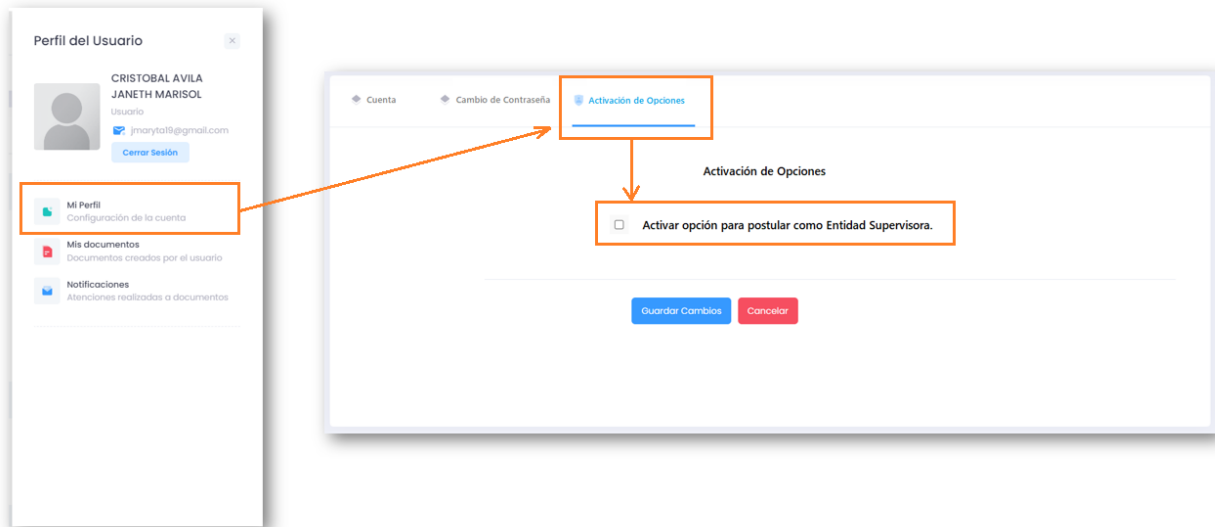 Perfil del Usuario
CRISTOBAL AVILA
JANETH MARISOL
Usuario
jmaryta19@gmail.com
Cerrar Sesión
Mi Perfil
Configuración de la cuenta
Mis documentos
Documentos creados por el usuario
Notificaciones
Atenciones realizadas a documentos
Cuenta
Cambio de Contraseña
Activación de Opciones
Activación de Opciones
Activar opción para postular como Entidad Supervisora.
Guardar Cambios
Cancelar